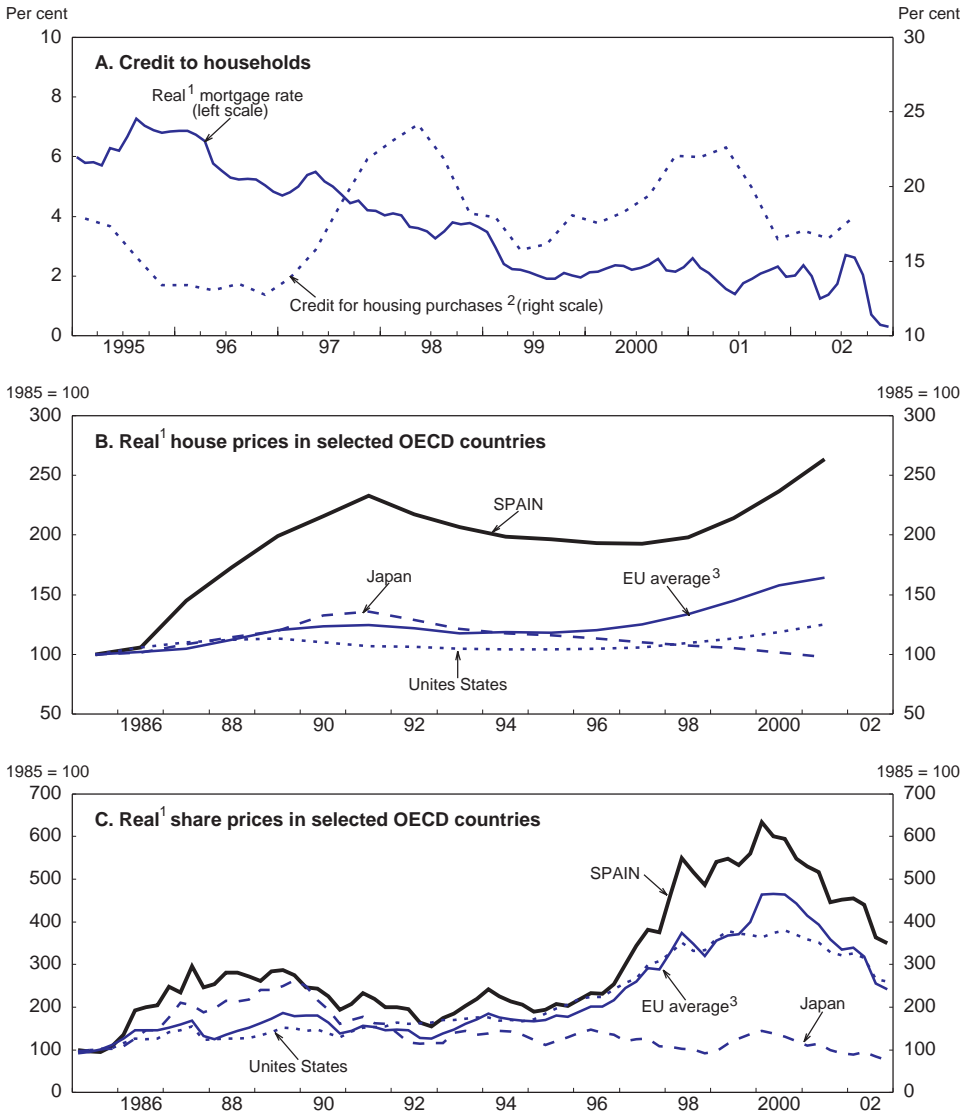 Per cent Per cent
10 30
A. Credit to households
Real1 mortgage rate
(left scale)
8 25
6 20
4 15
2
Credit for housing purchases 2 (right scale)
0 10
1995 96 97 98 99 2000 01 02
1985 = 100 1985 = 100
300 300
B. Real1 house prices in selected OECD countries
250 250
SPAIN
200 200
Japan
EU average3
150 150
100 100
Unites States
50 50
1986 88 90 92 94 96 98 2000 02
1985 = 100 1985 = 100
700 700
C. Real1 share prices in selected OECD countries
600 600
SPAIN
500 500
400 400
300 300
EU average3
Japan
200 200
100 100
Unites States
0 0
1986 88 90 92 94 96 98 2000 02